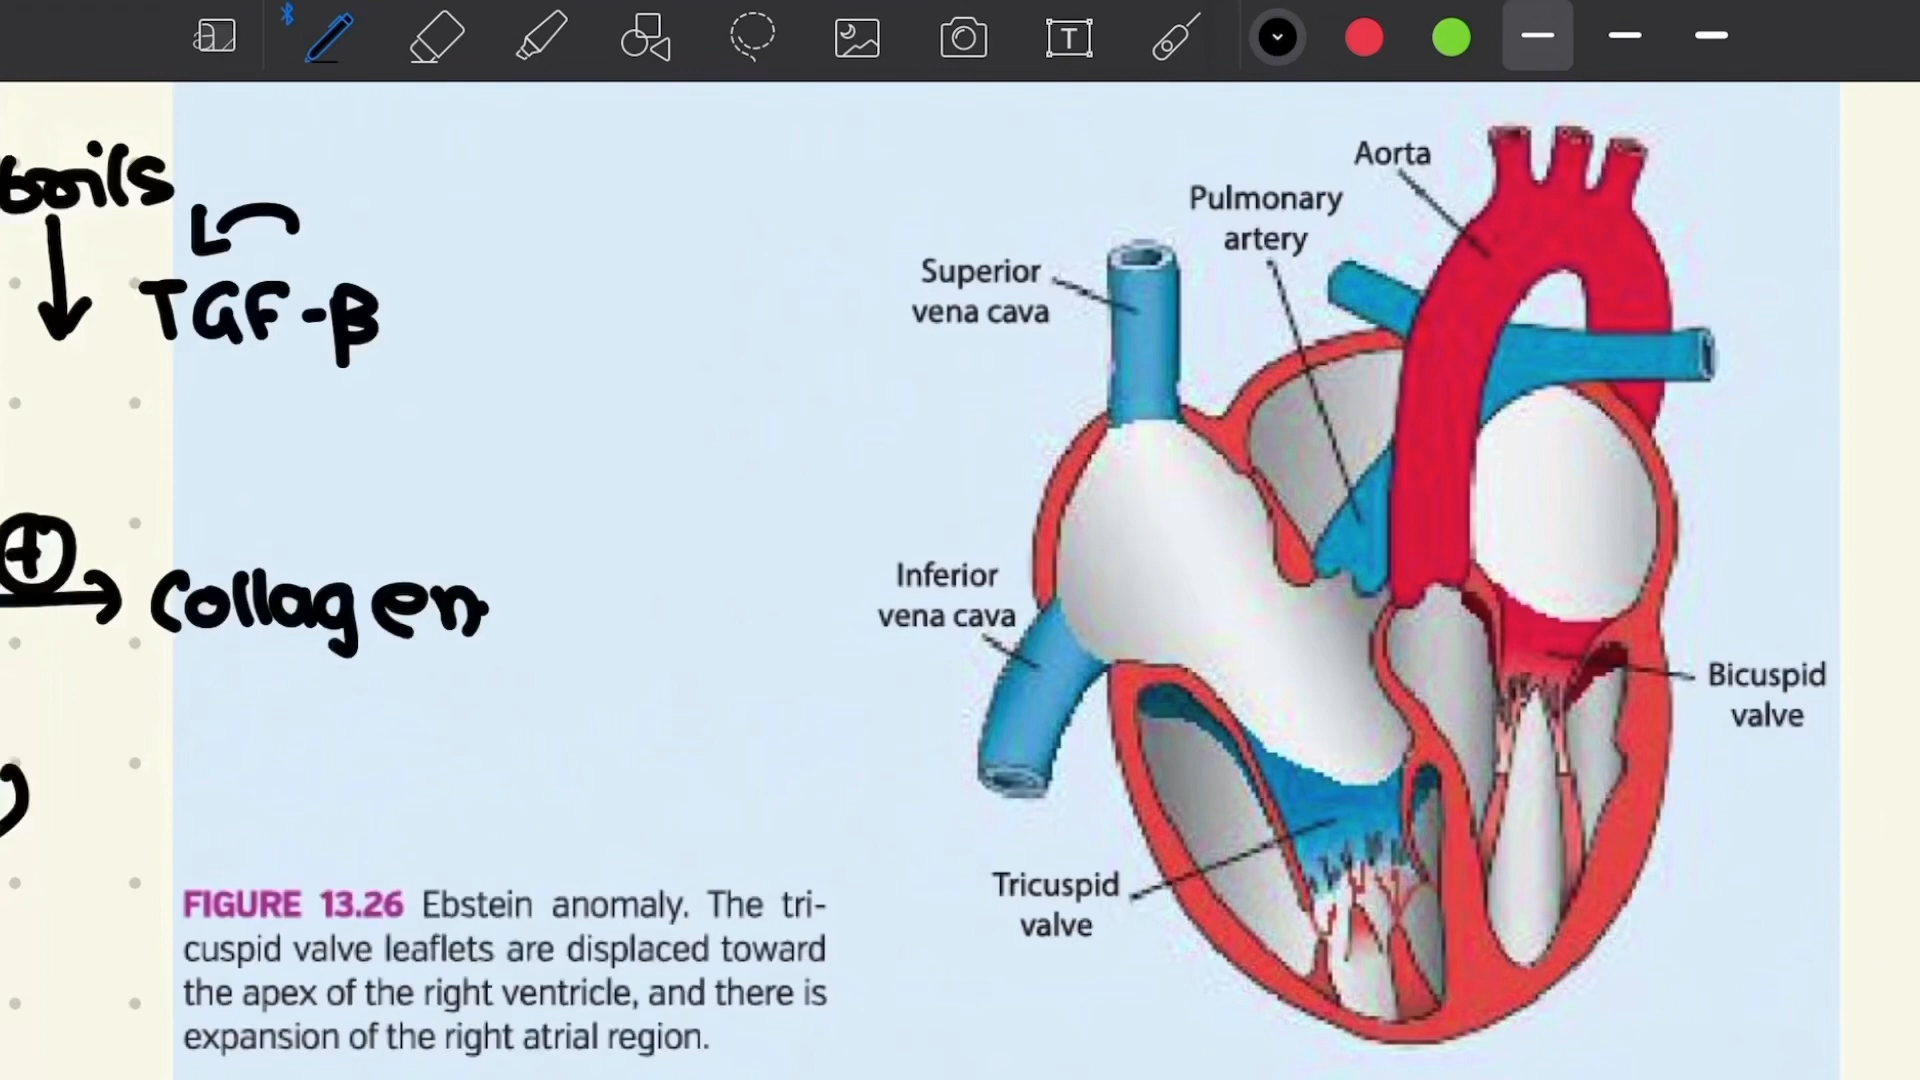 T
TGF-β
+
Collagen
Aorta
Pulmonary
artery
Superior
vena cava
Inferior
vena cava
Bicuspid
valve
Tricuspid
valve
FIGURE 13.26 Ebstein anomaly. The tri-
cuspid valve leaflets are displaced toward
the apex of the right ventricle, and there is
expansion of the right atrial region.